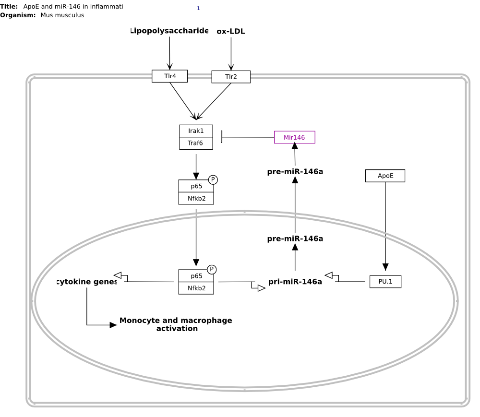 Title: ApoE and miR-146 in inflammati
1
Organism: Mus musculus
Lipopolysaccharide ox-LDL
Tlr4 Tlr2
Irak1
Traf6
Mir146
pre-miR-146a
ApoE
P
p65
Nfkb2
pre-miR-146a
P
p65
Nfkb2
cytokine genes
pri-miR-146a
PU.1
Monocyte and macrophage
activation